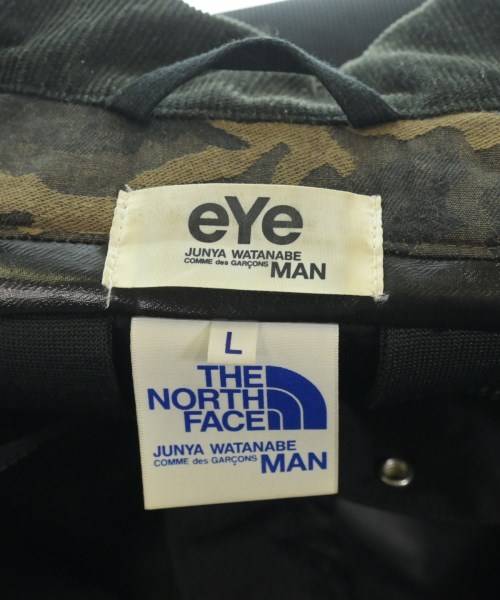 eYe
JUNYA WATANABE
COMME des GARÇONS MAN
L
THE
NORTH
FACE
JUNYA WATANABE
COMME des GARÇONS MAN